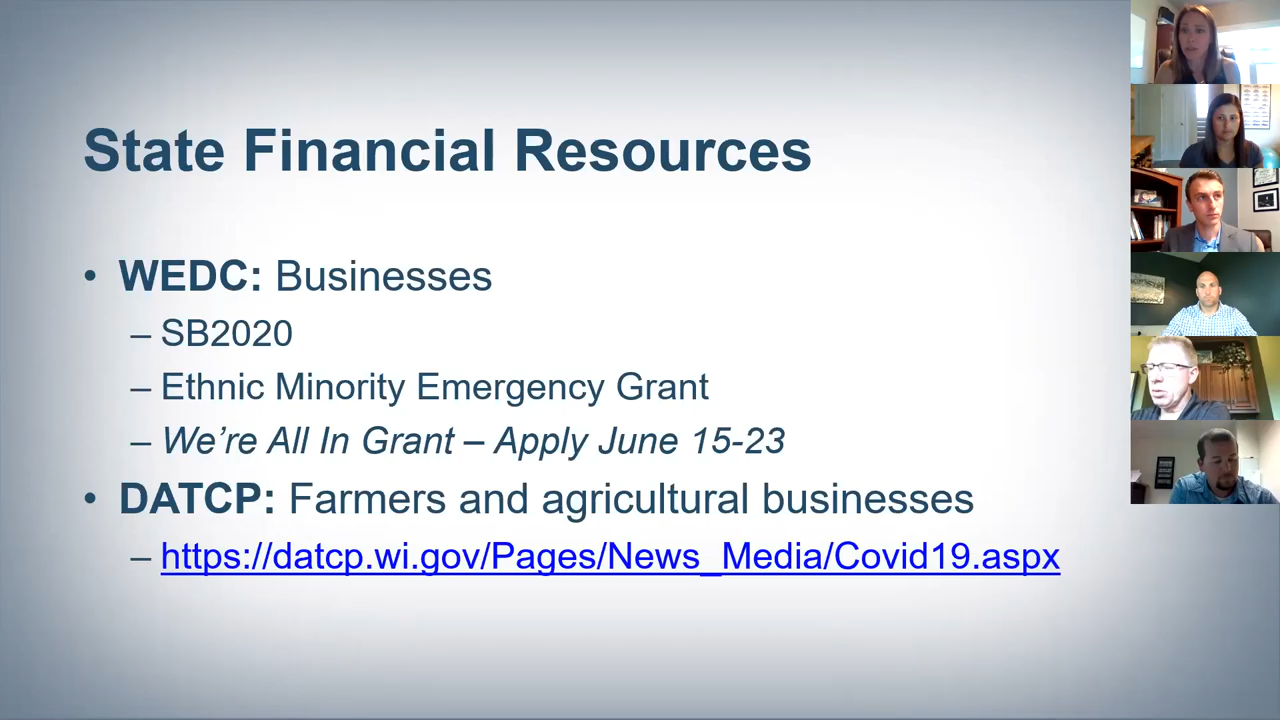 State Financial Resources
• WEDC: Businesses
– SB2020
– Ethnic Minority Emergency Grant
– We’re All In Grant – Apply June 15-23
• DATCP: Farmers and agricultural businesses
– https://datcp.wi.gov/Pages/News_Media/Covid19.aspx